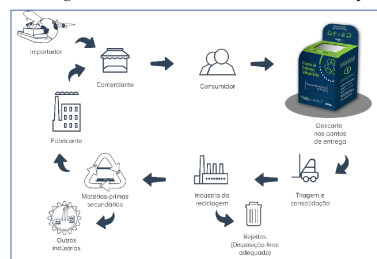 Importador
Comerciante
Consumidor
Descarte
nos pontos
de entrega
Fabricante
Matérias-primas
secundárias
Indústria da
reciclagem
Triagem e
consolidação
Outras
indústrias
Rejeitos
(Disposição final
adequada)